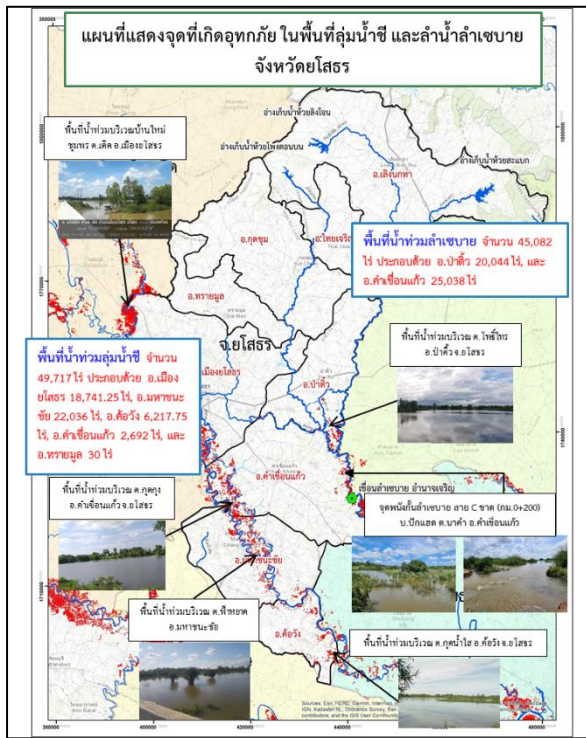 แผนที่แสดงจุดที่เกิดอุทกภัย ในพื้นที่ลุ่มน้ำชี และลำน้ำลำเซบาย
จังหวัดยโสธร
อ่างเก็บน้ำห้วยลิงโจน
พื้นที่น้ำท่วมบริเวณบ้านใหม่
ชุมพร ต.เดิด อ.เมืองยโสธร
อ่างเก็บน้ำห้วยโพงตอนบน
อ่างเก็บน้ำห้วยสะแบก
อ.เลิงนกทา
อ.กุดชุม
อ.ไทยเจริญ
พื้นที่น้ำท่วมลำเซบาย จำนวน 45,082
ไร่ ประกอบด้วย อ.ป่าติ้ว 20,044 ไร่, และ
อ.คำเขื่อนแก้ว 25,038 ไร่
อ.ทรายมูล
จ.ยโสธร
พื้นที่น้ำท่วมบริเวณ ต.โพธิ์ไทร
อ.ป่าติ้ว จ.ยโสธร
พื้นที่น้ำท่วมลุ่มน้ำชี จำนวน
49,717 ไร่ ประกอบด้วย อ.เมือง
ยโสธร 18,741.25 ไร่, อ.มหาชนะ
ชัย 22,036 ไร่, อ.ค้อวัง 6,217.75
ไร่, อ.คำเขื่อนแก้ว 2,692 ไร่, และ
อ.ทรายมูล 30 ไร่
เมืองยโสธร
อ.ป่าติ้ว
อ.คำเขื่อนแก้ว
เขื่อนลำเซบาย อำนาจเจริญ
พื้นที่น้ำท่วมบริเวณ ต.กุดกุง
อ.คำเขื่อนแก้ว จ.ยโสธร
จุดพนังกั้นลำเซบาย สาย C ขาด (กม.0+200)
บ.ปักแฮด ต.นาคำ อ.คำเขื่อนแก้ว
อ.มหาชนะชัย
พื้นที่น้ำท่วมบริเวณ ต.ฟ้าหยาด
อ.มหาชนะชัย
อ.ค้อวัง
พื้นที่น้ำท่วมบริเวณ ต.กุดน้ำใส อ.ค้อวัง จ.ยโสธร
Sources: Esri, HERE, Garmin,
IGN, Kadaster NL, Ordnance Survey,
contributors, and the GIS User Community